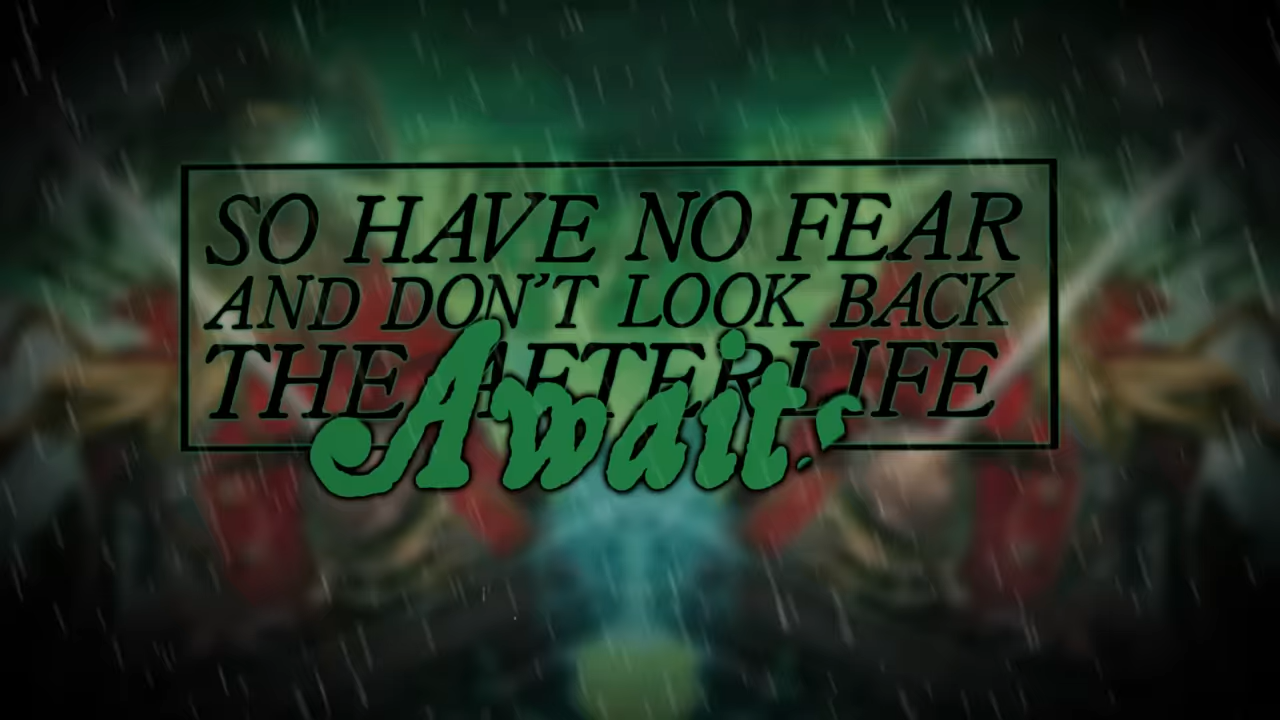 SO HAVE NO FEAR
AND DON'T LOOK BACK
THE AFTERLIFE
Await